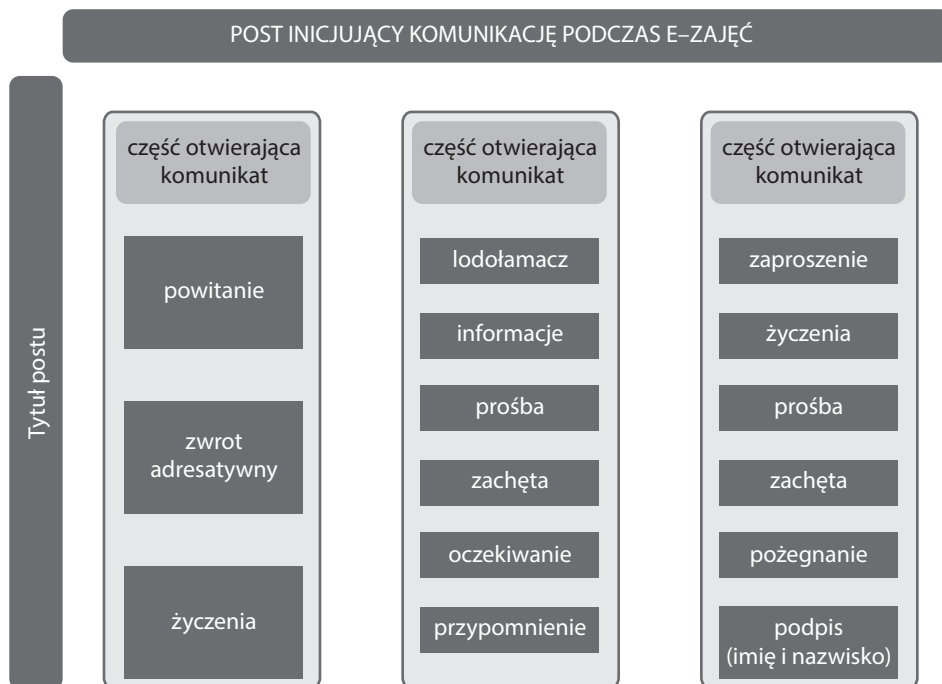 POST INICJUJĄCY KOMUNIKACJĘ PODCZAS E–ZAJĘĆ
Tytuł postu
część otwierająca
komunikat
powitanie
zwrot
adresatywny
życzenia
część otwierająca
komunikat
lodołamacz
informacje
prośba
zachęta
oczekiwanie
przypomnienie
część otwierająca
komunikat
zaproszenie
życzenia
prośba
zachęta
pożegnanie
podpis
(imię i nazwisko)